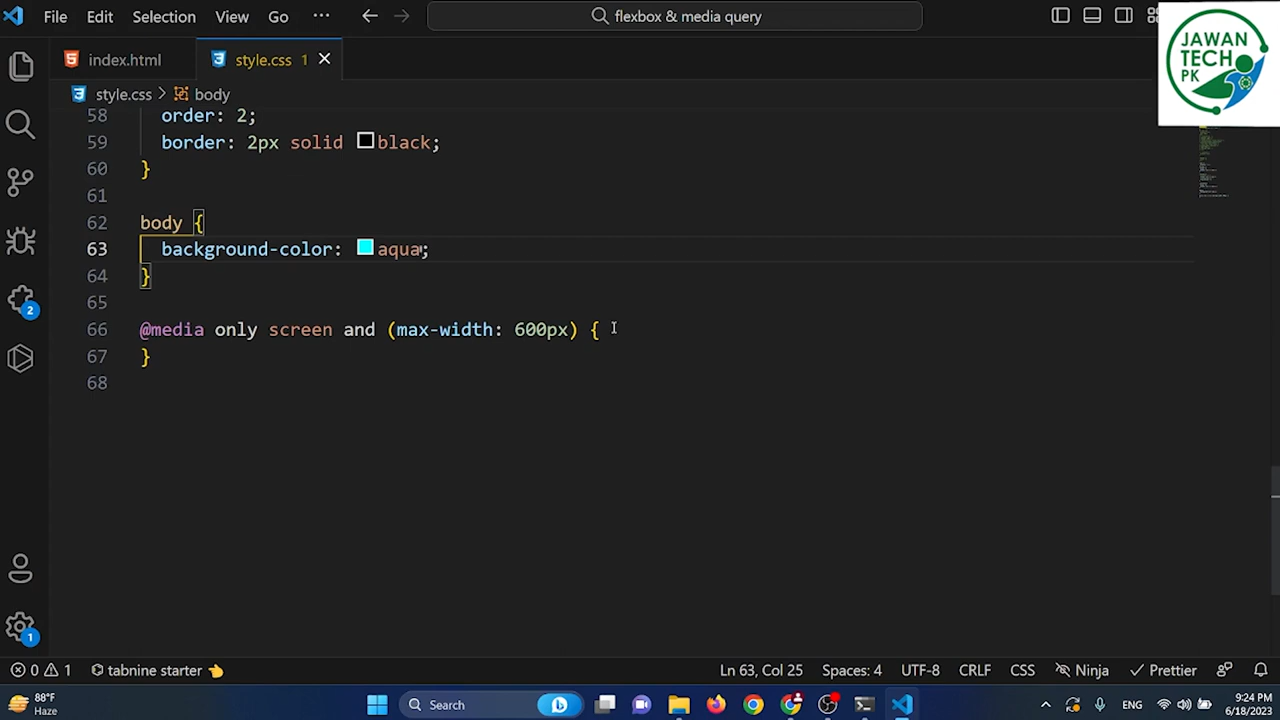 File Edit Selection View Go ... flexbox & media query
JAWAN
TECH
PK
index.html style.css 1
style.css > body
58 order: 2;
59 border: 2px solid black;
60 }
61
62 body {
63 background-color: aqua;
64 }
65
66 @media only screen and (max-width: 600px) {
67 }
68
2
1
0 1 tabnine starter Ln 63, Col 25 Spaces: 4 UTF-8 CRLF CSS Ninja Prettier
88°F
Haze
Search
ENG
9:24 PM
6/18/2023